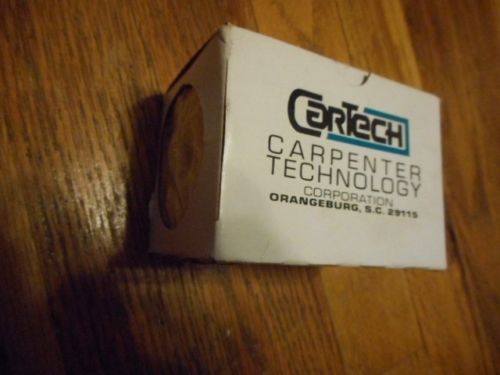 CarTech
CARPENTER
TECHNOLOGY
CORPORATION
ORANGEBURG, S.C. 29115